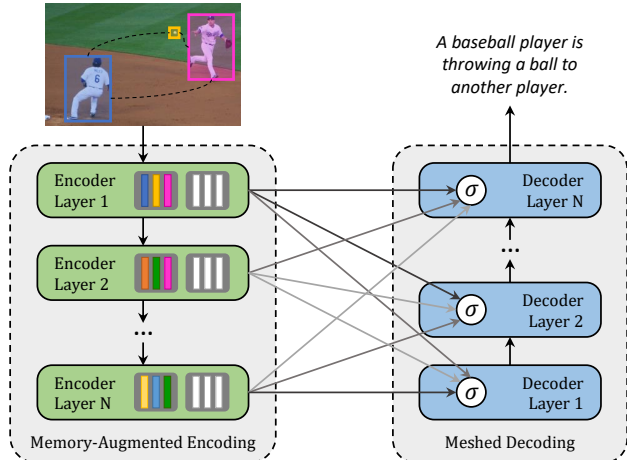 A baseball player is
throwing a ball to
another player.
6
Encoder
Layer 1
Encoder
Layer 2
...
Encoder
Layer N
Memory-Augmented Encoding
σ
Decoder
Layer N
...
σ
Decoder
Layer 2
σ
Decoder
Layer 1
Meshed Decoding